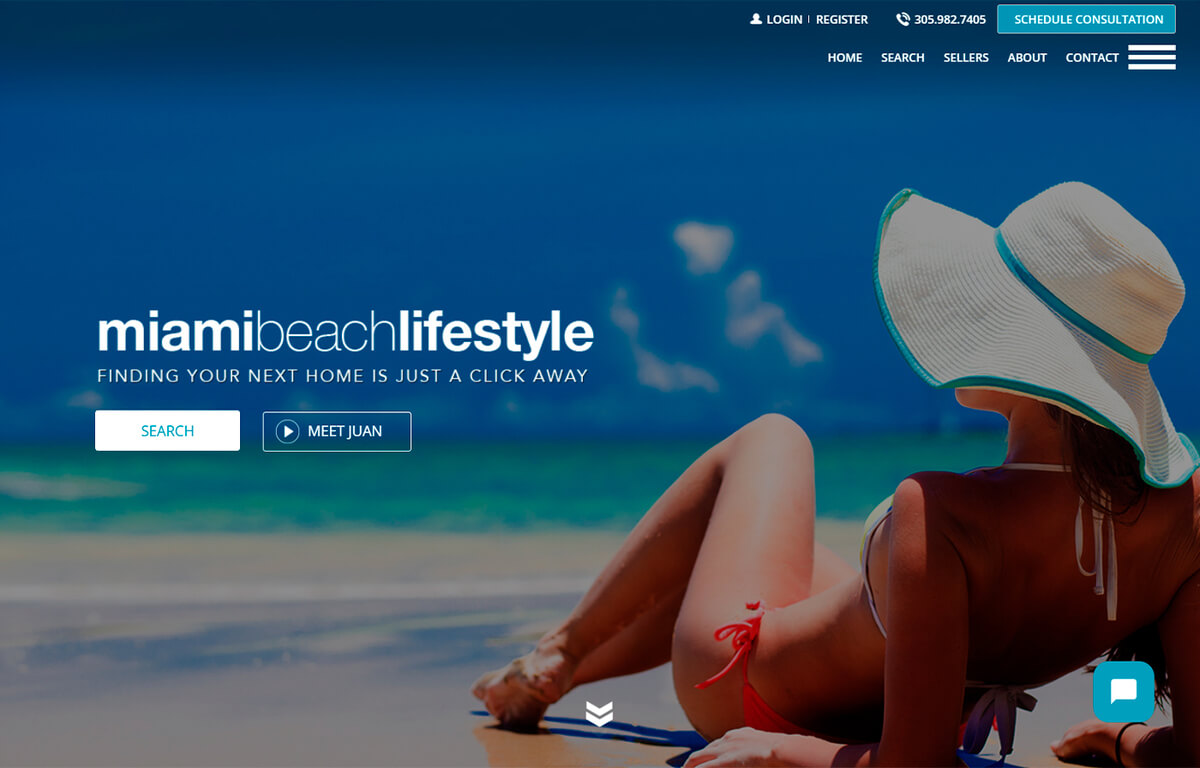 LOGIN | REGISTER 305.982.7405 SCHEDULE CONSULTATION
HOME SEARCH SELLERS ABOUT CONTACT
miamibeachlifestyle
FINDING YOUR NEXT HOME IS JUST A CLICK AWAY
SEARCH MEET JUAN